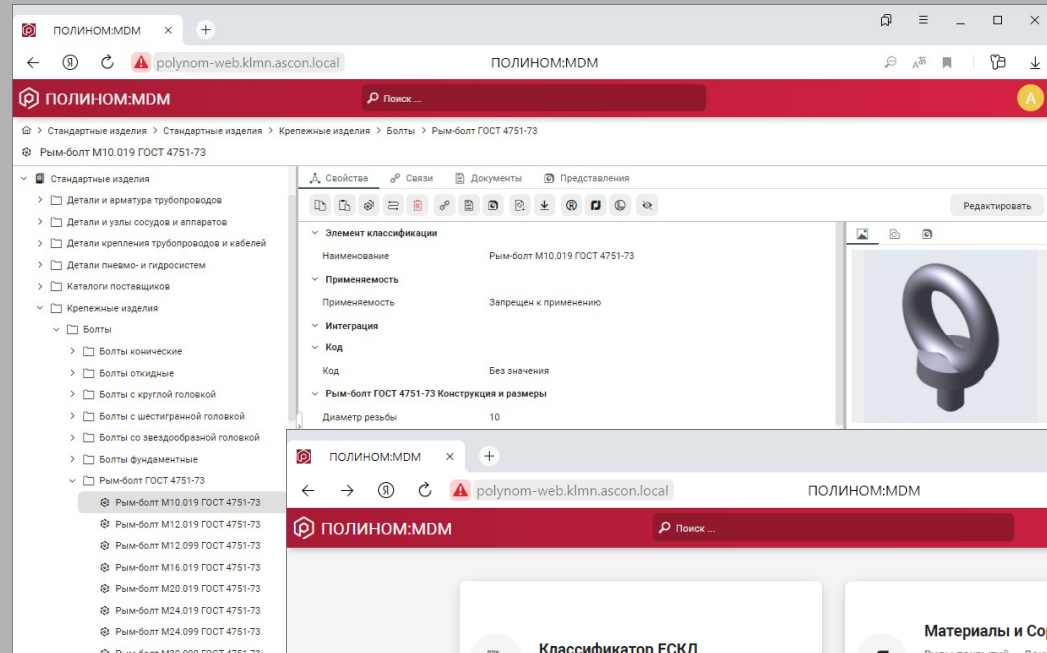 ПОЛИНОМ:MDM
polynom-web.klmn.ascon.local ПОЛИНОМ:MDM
ПОЛИНОМ:MDM Поиск ... A
Стандартные изделия > Стандартные изделия > Крепежные изделия > Болты > Рым-болт ГОСТ 4751-73
Рым-болт М10.019 ГОСТ 4751-73
Стандартные изделия
Детали и арматура трубопроводов
Детали и узлы сосудов и аппаратов
Детали крепления трубопроводов и кабелей
Детали пневмо- и гидросистем
Каталоги поставщиков
Крепежные изделия
Болты
Болты конические
Болты откидные
Болты с круглой головкой
Болты с шестигранной головкой
Болты со звездообразной головкой
Болты фундаментные
Рым-болт ГОСТ 4751-73
Рым-болт М10.019 ГОСТ 4751-73
Рым-болт М12.019 ГОСТ 4751-73
Рым-болт М12.099 ГОСТ 4751-73
Рым-болт М16.019 ГОСТ 4751-73
Рым-болт М20.019 ГОСТ 4751-73
Рым-болт М24.019 ГОСТ 4751-73
Рым-болт М24.099 ГОСТ 4751-73
Свойства Связи Документы Представления
Редактировать
Элемент классификации
Наименование Рым-болт М10.019 ГОСТ 4751-73
Применяемость
Применяемость Запрещен к применению
Интеграция
Код
Код Без значения
Рым-болт ГОСТ 4751-73 Конструкция и размеры
Диаметр резьбы 10
ПОЛИНОМ:MDM
polynom-web.klmn.ascon.local ПОЛИНОМ:MDM
ПОЛИНОМ:MDM Поиск ...
Классификатор ЕСКД
Материалы и Со